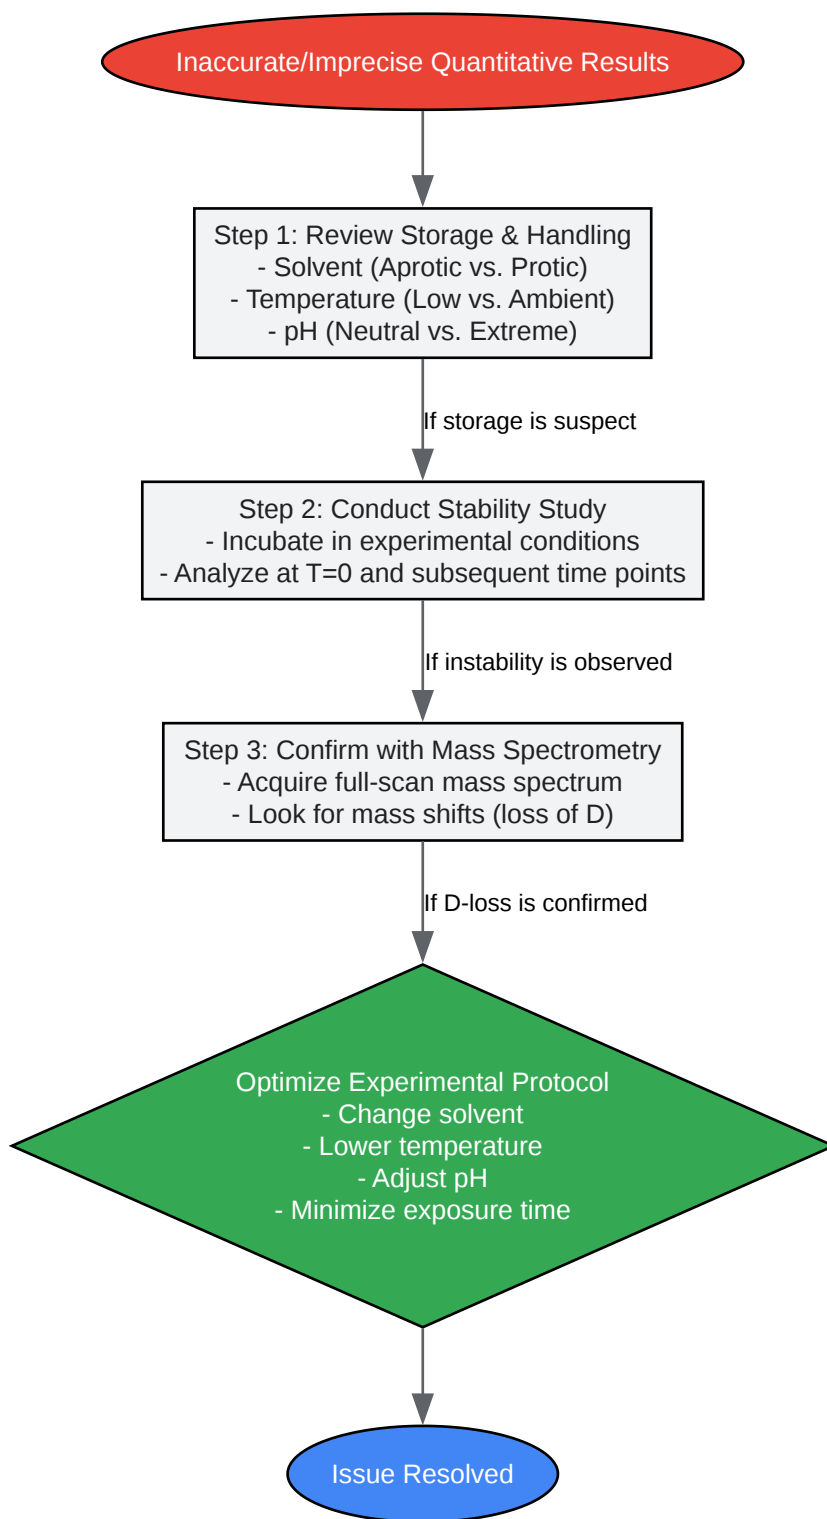 Inaccurate/Imprecise Quantitative Results
Step 1: Review Storage & Handling
- Solvent (Aprotic vs. Protic)
- Temperature (Low vs. Ambient)
- pH (Neutral vs. Extreme)
If storage is suspect
Step 2: Conduct Stability Study
- Incubate in experimental conditions
- Analyze at T=0 and subsequent time points
If instability is observed
Step 3: Confirm with Mass Spectrometry
- Acquire full-scan mass spectrum
- Look for mass shifts (loss of D)
If D-loss is confirmed
Optimize Experimental Protocol
- Change solvent
- Lower temperature
- Adjust pH
- Minimize exposure time
Issue Resolved